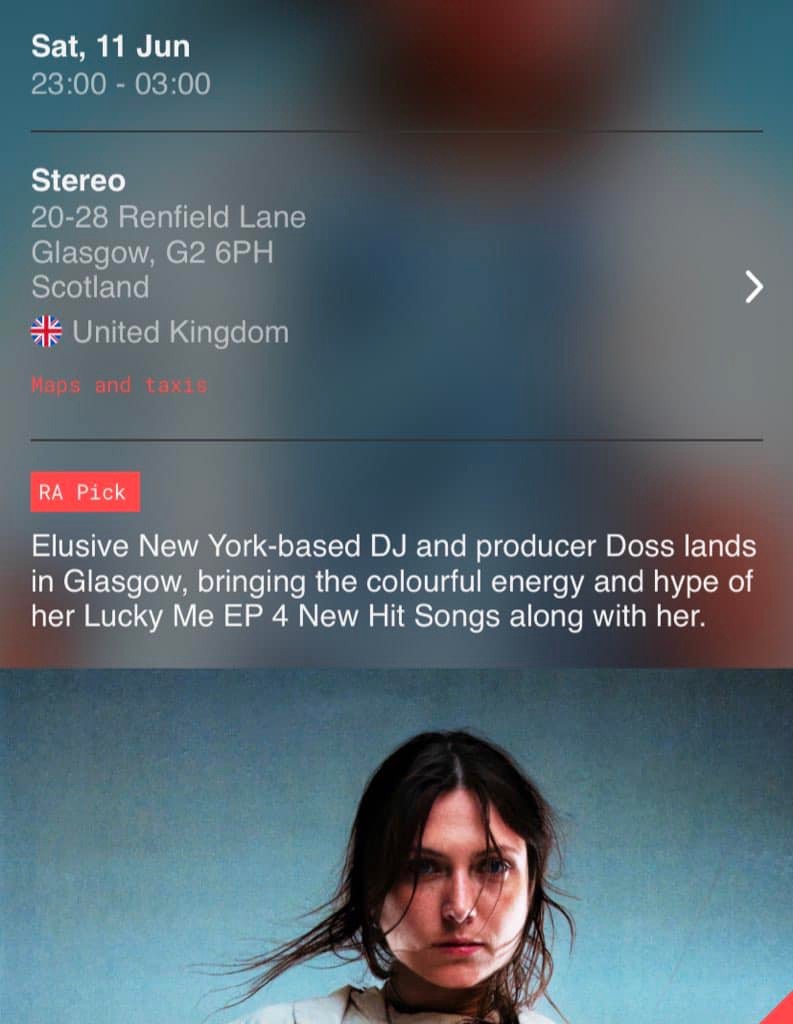 Sat, 11 Jun
23:00 - 03:00
Stereo
20-28 Renfield Lane
Glasgow, G2 6PH
Scotland
United Kingdom
Maps and taxis
RA Pick
Elusive New York-based DJ and producer Doss lands
in Glasgow, bringing the colourful energy and hype of
her Lucky Me EP 4 New Hit Songs along with her.